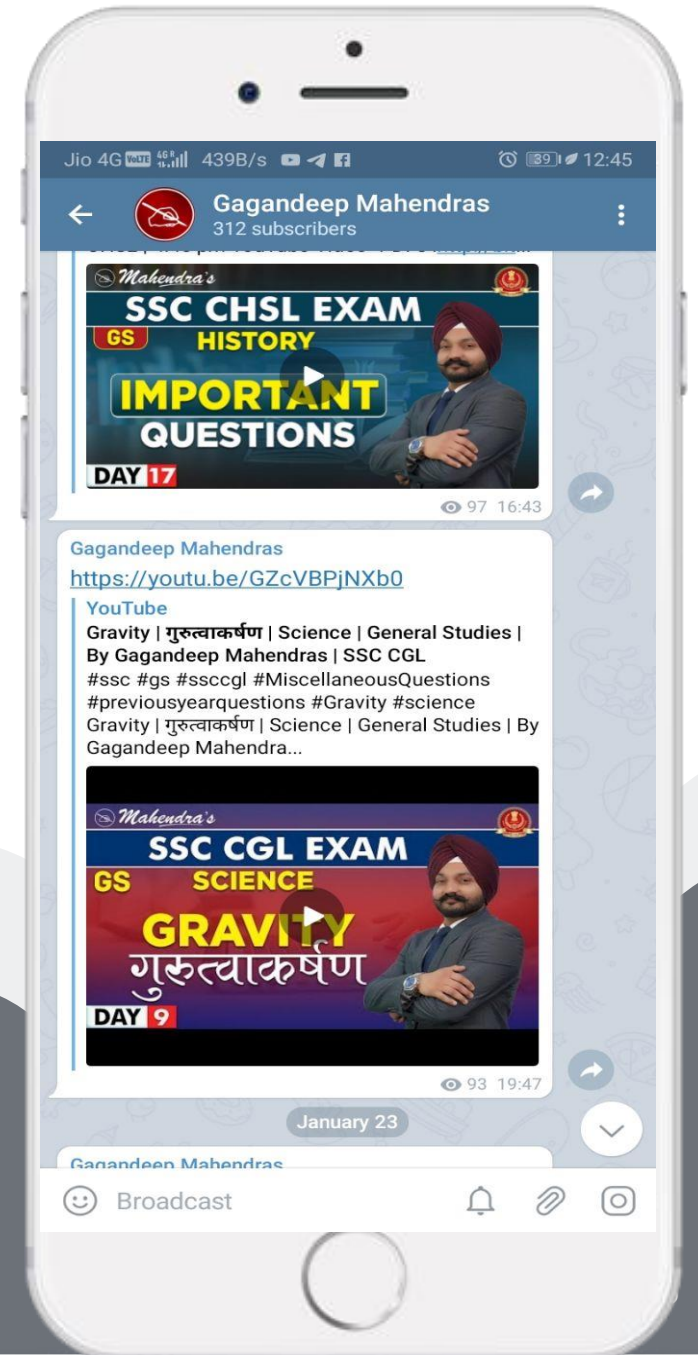 Jio 4G VoLTE 4G R 439B/s 39 12:45
Gagandeep Mahendras
312 subscribers
Mahendra's
SSC CHSL EXAM
GS HISTORY
IMPORTANT
QUESTIONS
DAY 17
97 16:43
Gagandeep Mahendras
https://youtu.be/GZcVBPjNXb0
YouTube
Gravity | गुरुत्वाकर्षण | Science | General Studies |
By Gagandeep Mahendras | SSC CGL
#ssc #gs #ssccgl #MiscellaneousQuestions
#previousyearquestions #Gravity #science
Gravity | गुरुत्वाकर्षण | Science | General Studies | By
Gagandeep Mahendra...
Mahendra's
SSC CGL EXAM
GS SCIENCE
GRAVITY
गुरुत्वाकर्षण
DAY 9
93 19:47
January 23
Gagandeep Mahendras
Broadcast